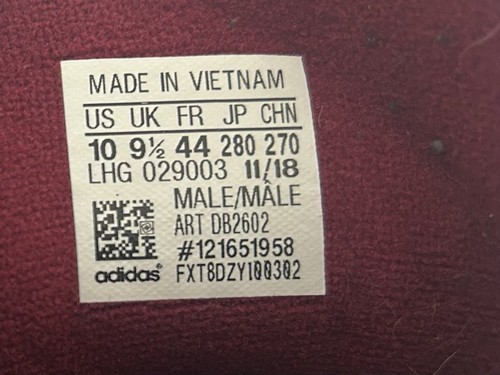 MADE IN VIETNAM
US UK FR JP CHN
10 9½ 44 280 270
LHG 029003 11/18
MALE/MÂLE
ART DB2602
#121651958
adidas® FXT8DZY100302